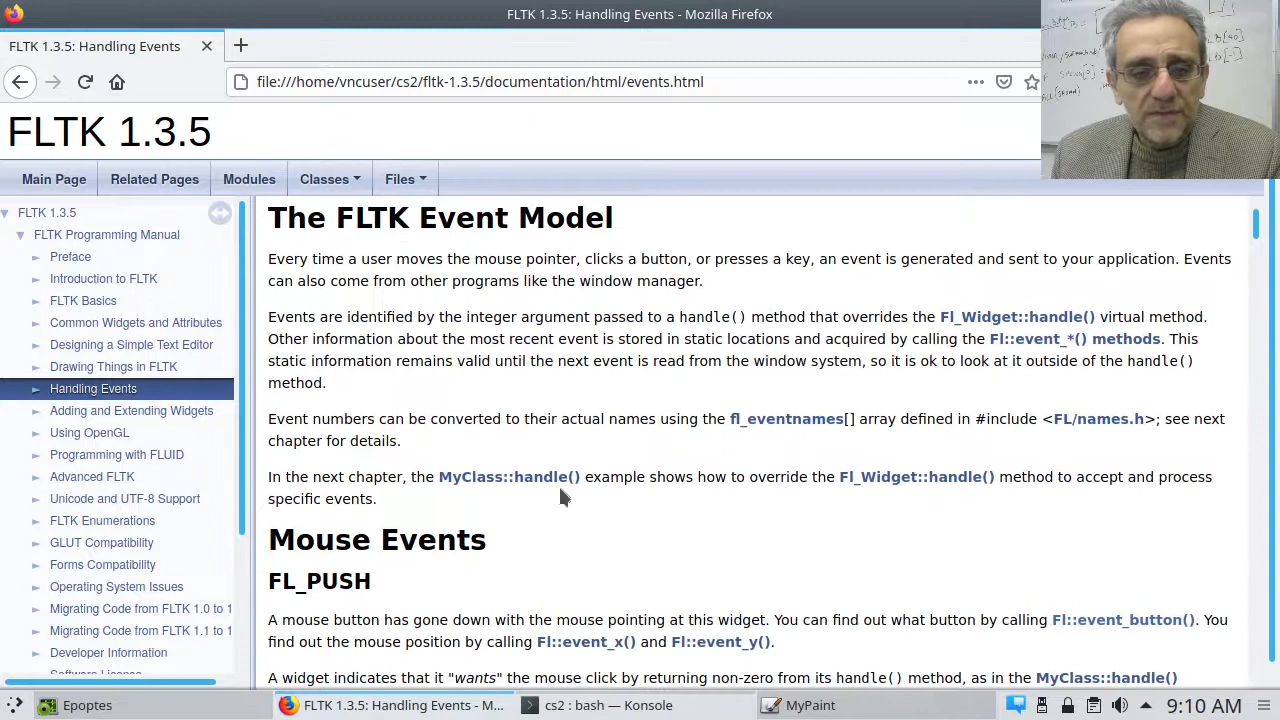 FLTK 1.3.5: Handling Events - Mozilla Firefox
FLTK 1.3.5: Handling Events
file:///home/vncuser/cs2/fltk-1.3.5/documentation/html/events.html
FLTK 1.3.5
Main Page
Related Pages
Modules
Classes
Files
FLTK 1.3.5
FLTK Programming Manual
Preface
Introduction to FLTK
FLTK Basics
Common Widgets and Attributes
Designing a Simple Text Editor
Drawing Things in FLTK
Handling Events
Adding and Extending Widgets
Using OpenGL
Programming with FLUID
Advanced FLTK
Unicode and UTF-8 Support
FLTK Enumerations
GLUT Compatibility
Forms Compatibility
Operating System Issues
Migrating Code from FLTK 1.0 to 1
Migrating Code from FLTK 1.1 to 1
Developer Information
Software License
The FLTK Event Model
Every time a user moves the mouse pointer, clicks a button, or presses a key, an event is generated and sent to your application. Events
can also come from other programs like the window manager.
Events are identified by the integer argument passed to a handle() method that overrides the Fl_Widget::handle() virtual method.
Other information about the most recent event is stored in static locations and acquired by calling the Fl::event_*() methods. This
static information remains valid until the next event is read from the window system, so it is ok to look at it outside of the handle()
method.
Event numbers can be converted to their actual names using the fl_eventnames[] array defined in #include <FL/names.h>; see next
chapter for details.
In the next chapter, the MyClass::handle() example shows how to override the Fl_Widget::handle() method to accept and process
specific events.
Mouse Events
FL_PUSH
A mouse button has gone down with the mouse pointing at this widget. You can find out what button by calling Fl::event_button(). You
find out the mouse position by calling Fl::event_x() and Fl::event_y().
A widget indicates that it "wants" the mouse click by returning non-zero from its handle() method, as in the MyClass::handle()
Epoptes
FLTK 1.3.5: Handling Events - M...
cs2 : bash — Konsole
MyPaint
9:10 AM